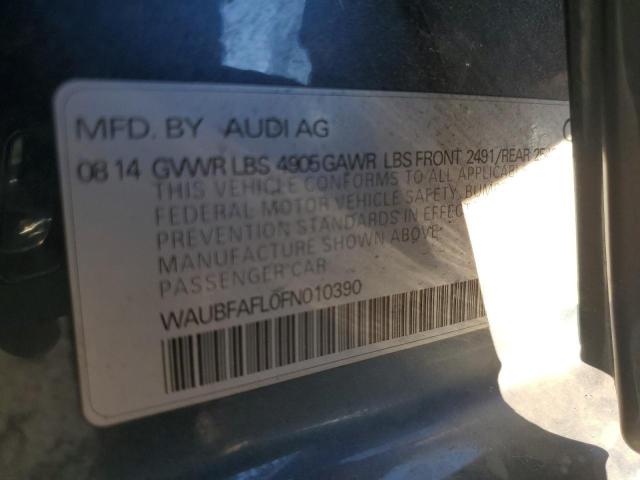 MFD. BY AUDI AG
08 14 GVWR LBS 4905 GAWR LBS FRONT 2491/REAR
THIS VEHICLE CONFORMS TO ALL
FEDERAL MOTOR VEHICLE SAFETY,
PREVENTION STANDARDS IN EFFECT
MANUFACTURE SHOWN ABOVE
PASSENGER CAR
WAUBFAFL0FN010390